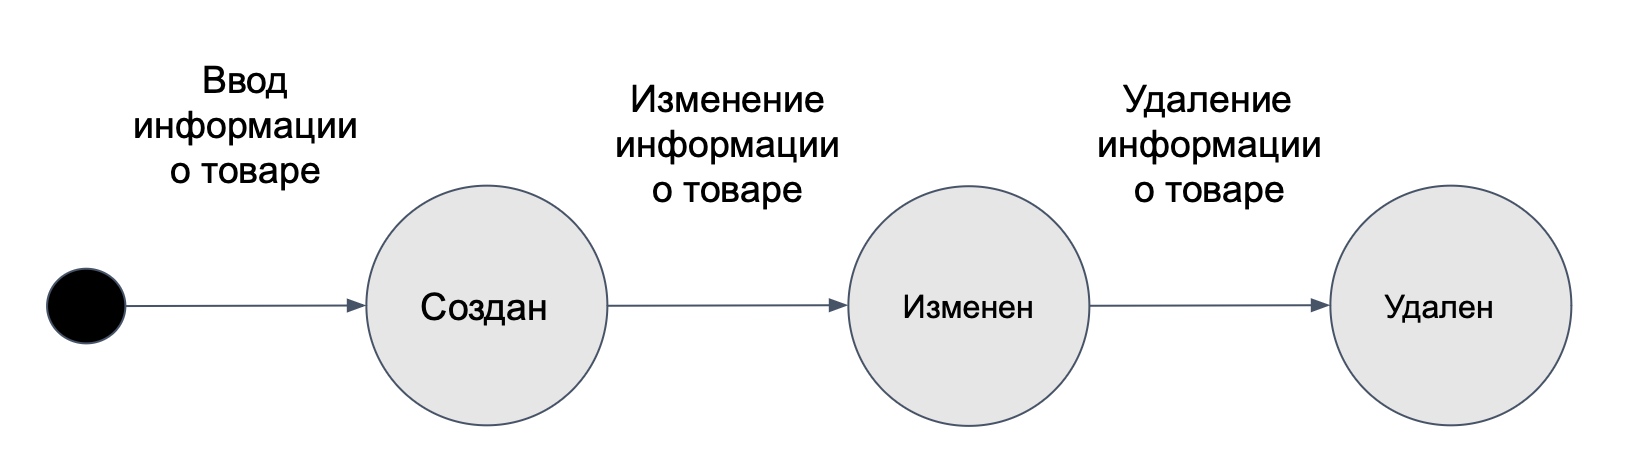 Ввод
информации
о товаре
Изменение
информации
о товаре
Удаление
информации
о товаре
Создан
Изменен
Удален